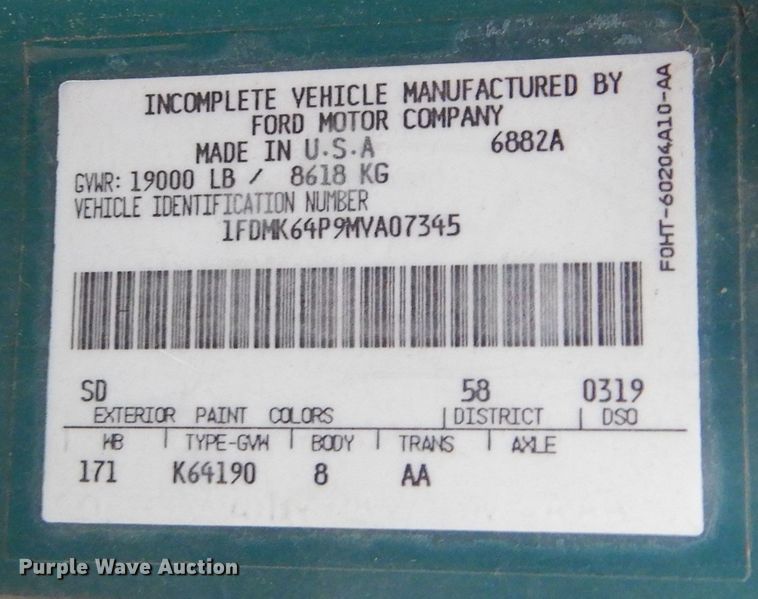 INCOMPLETE VEHICLE MANUFACTURED BY
FORD MOTOR COMPANY
MADE IN U.S.A 6882A
GVWR: 19000 LB / 8618 KG
VEHICLE IDENTIFICATION NUMBER
1FDMK64P9MVA07345
F0HT-60204A10-AA
SD 58 0319
EXTERIOR PAINT COLORS | DISTRICT | DSO
WB | TYPE-GVW | BODY | TRANS | AXLE
171 K64190 8 AA
Purple Wave Auction